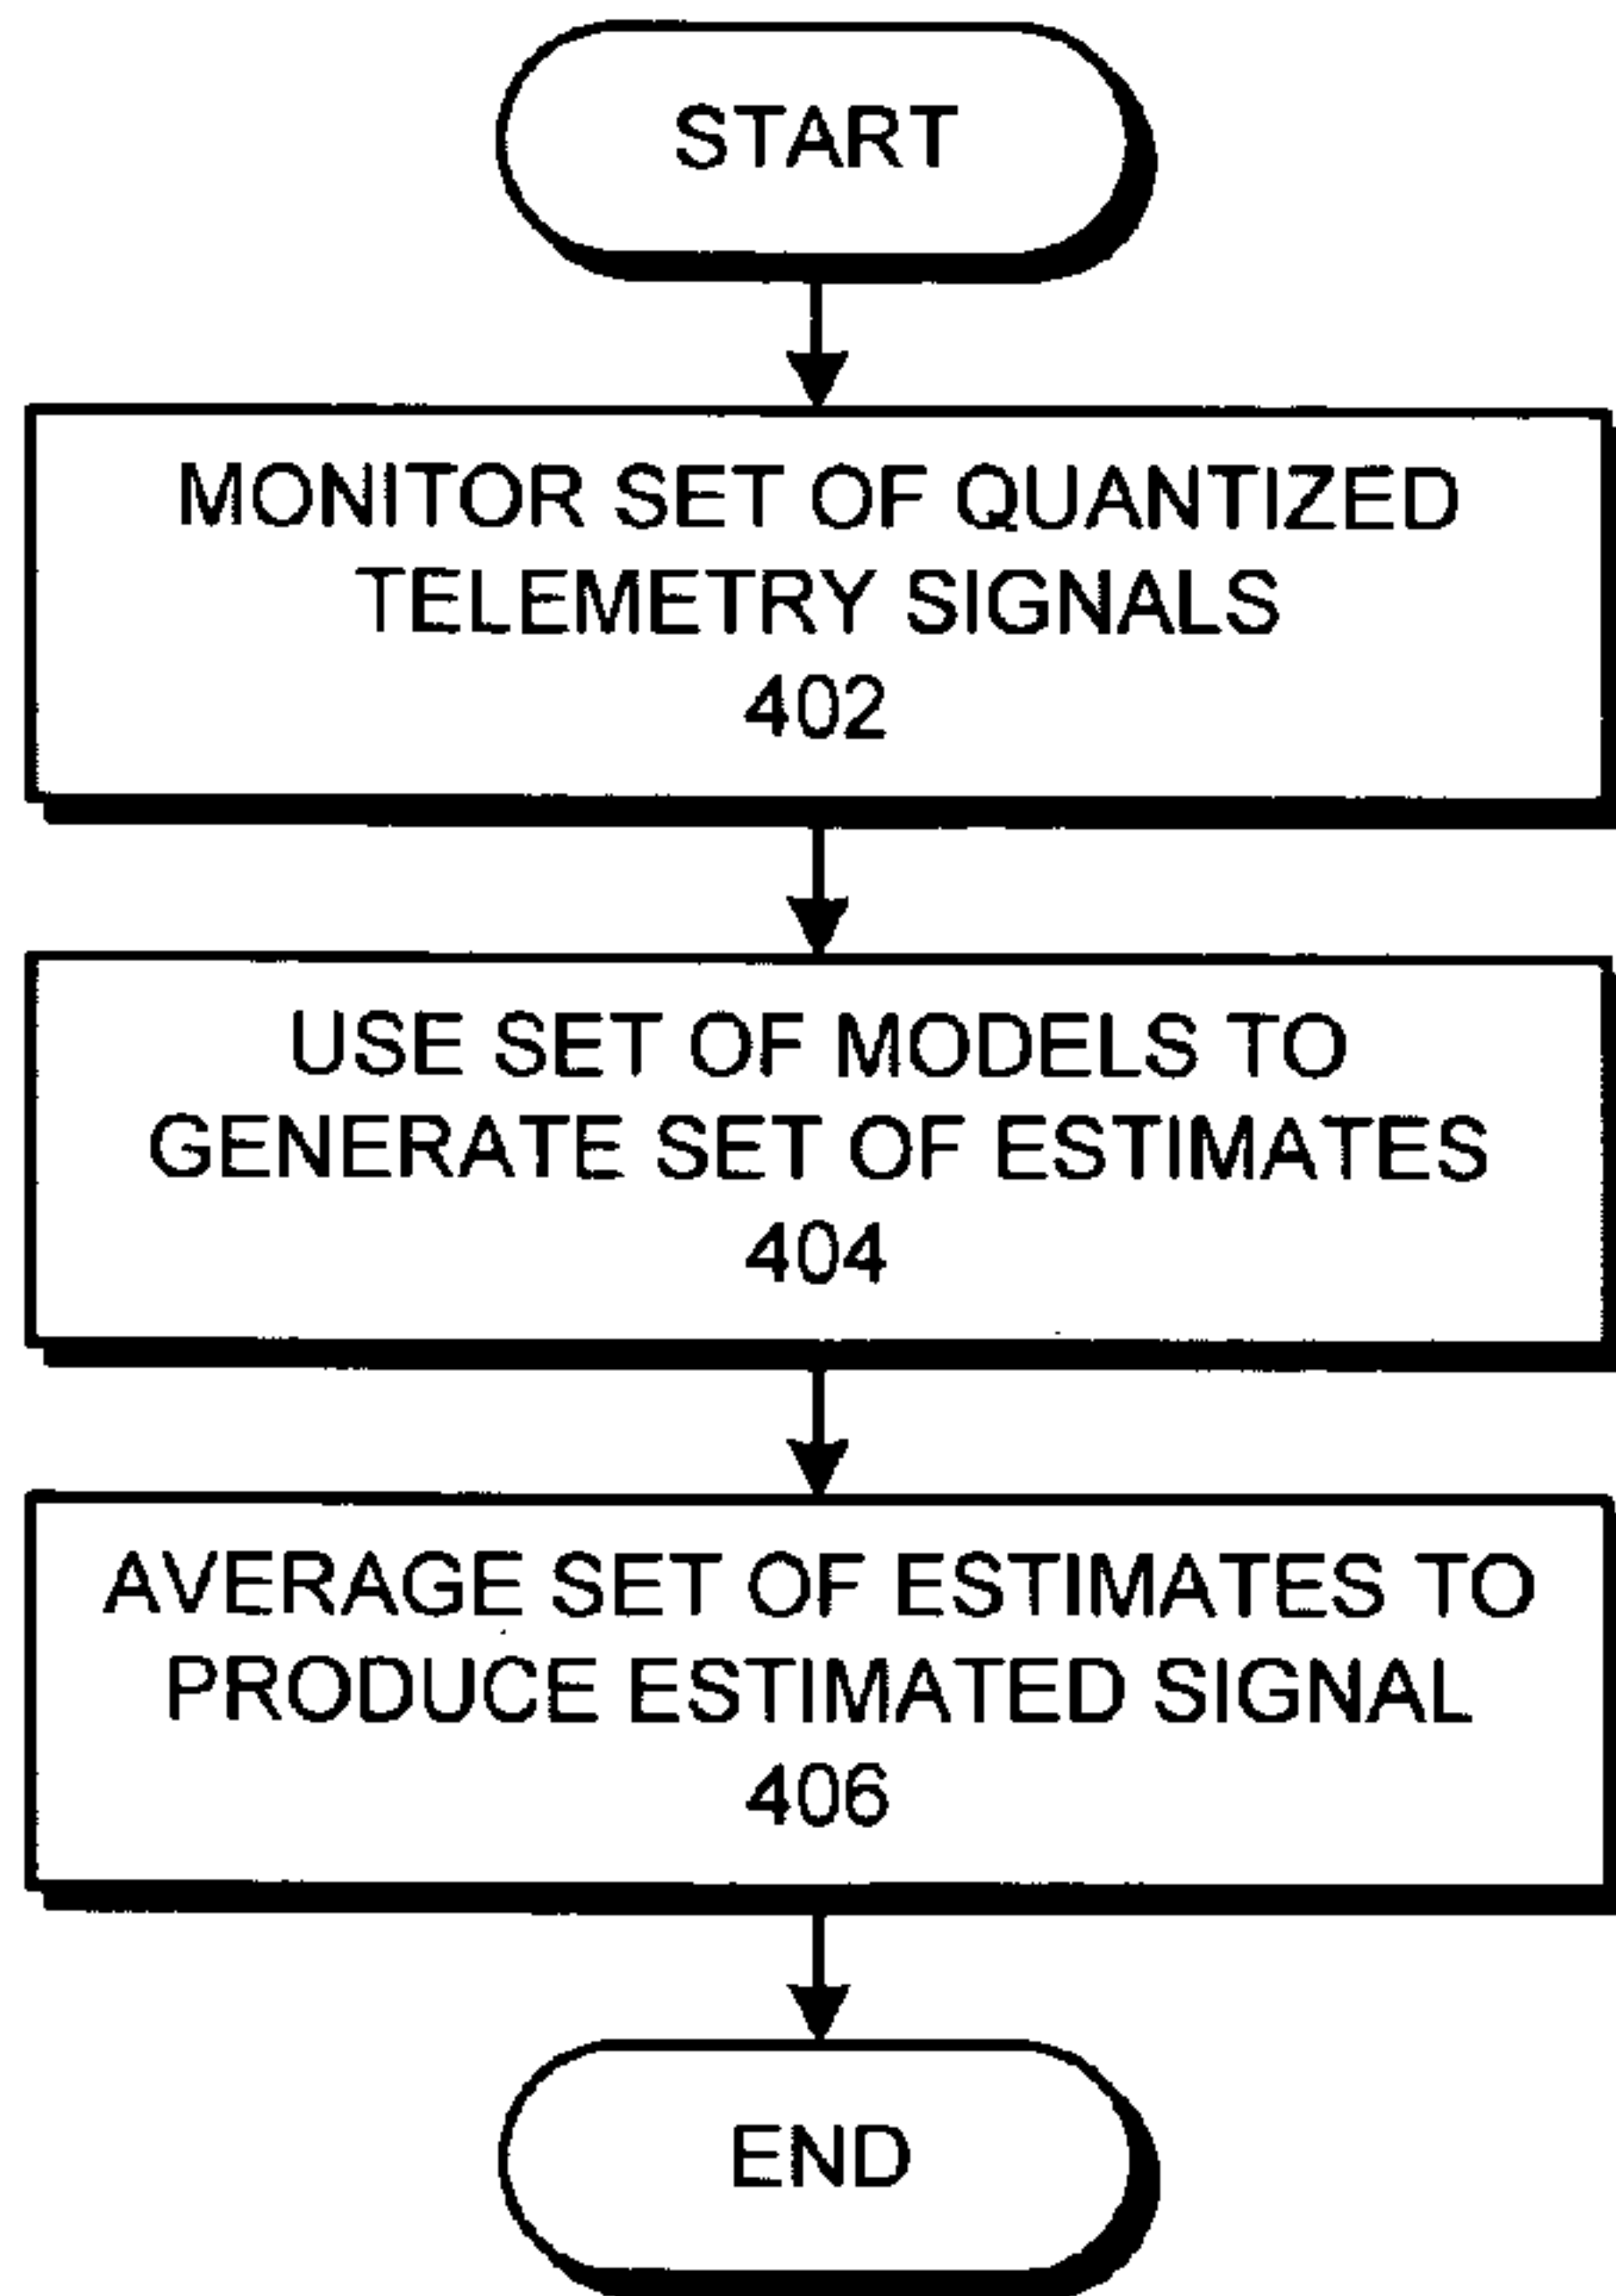 START
MONITOR SET OF QUANTIZED
TELEMETRY SIGNALS
402
USE SET OF MODELS TO
GENERATE SET OF ESTIMATES
404
AVERAGE SET OF ESTIMATES TO
PRODUCE ESTIMATED SIGNAL
406
END